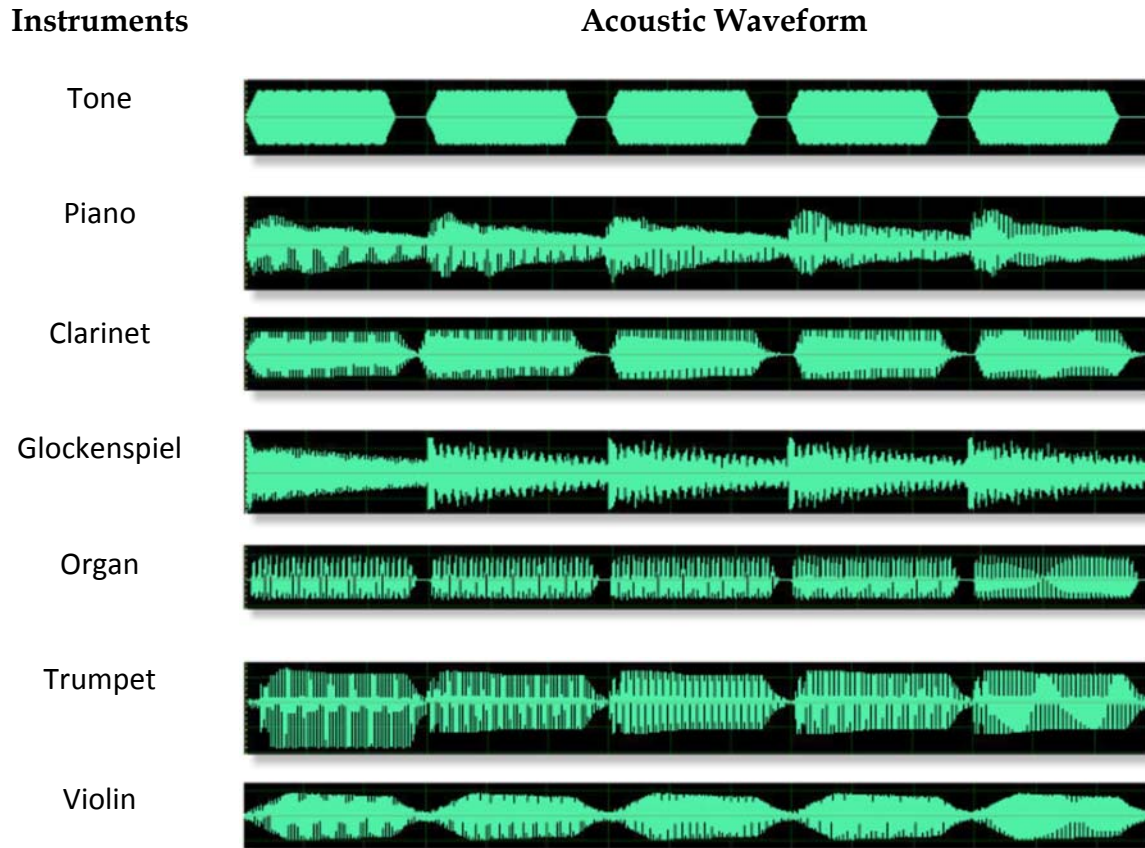 Instruments Acoustic Waveform
Tone
Piano
Clarinet
Glockenspiel
Organ
Trumpet
Violin